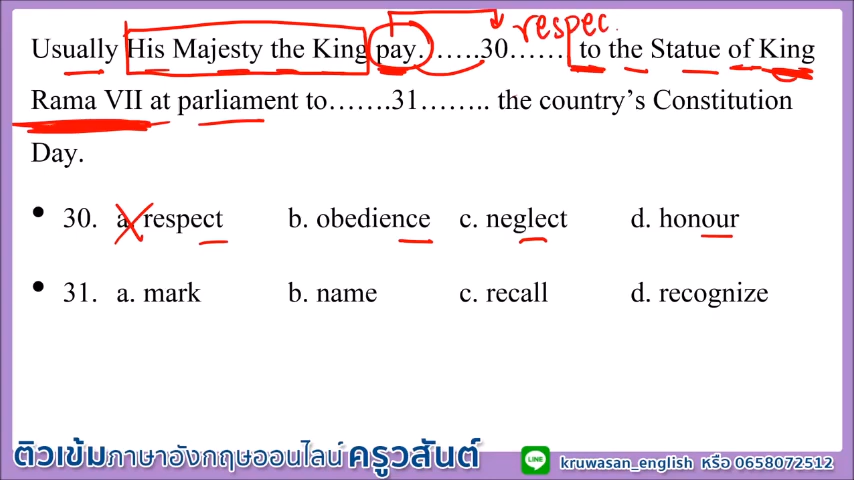 respec
Usually His Majesty the King pay. …..30…… to the Statue of King
Rama VII at parliament to…….31…….. the country’s Constitution
Day.
• 30. a. respect b. obedience c. neglect d. honour
• 31. a. mark b. name c. recall d. recognize
ติวเข้มภาษาอังกฤษออนไลน์ ครูวสันต์ LINE kruwasan_english หรือ 0658072512